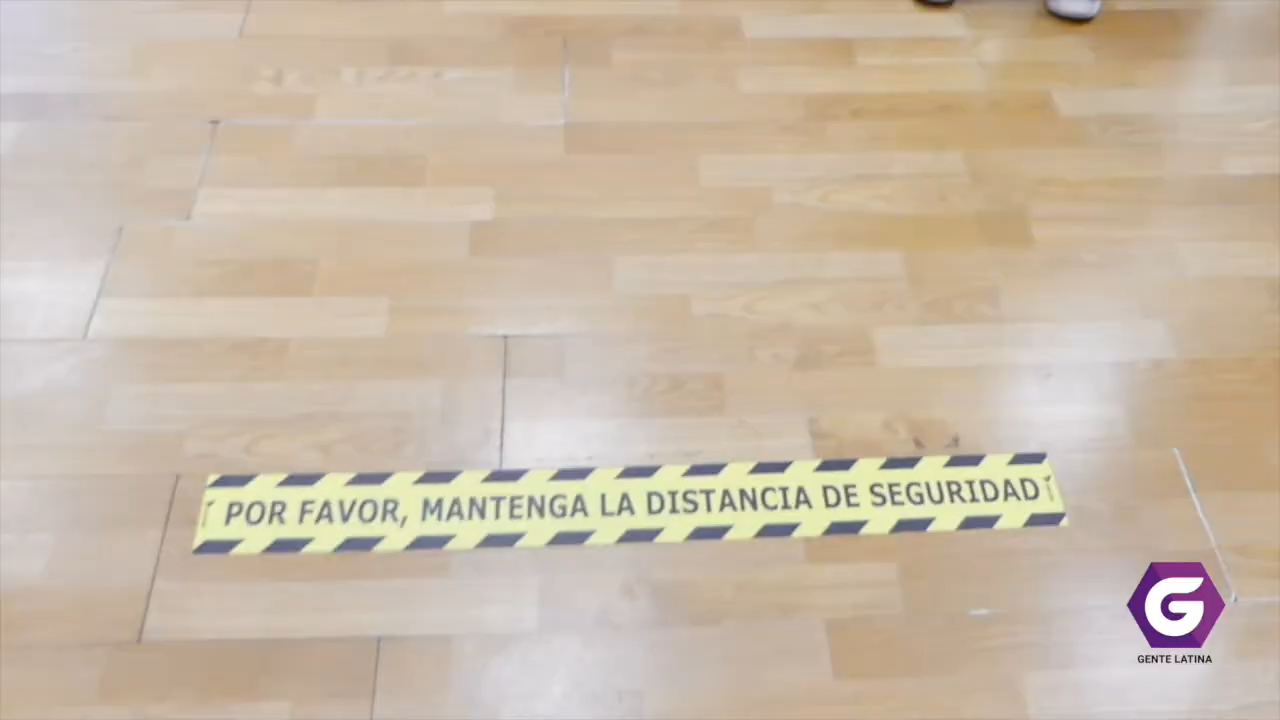 POR FAVOR, MANTENGA LA DISTANCIA DE SEGURIDAD
G
GENTE LATINA